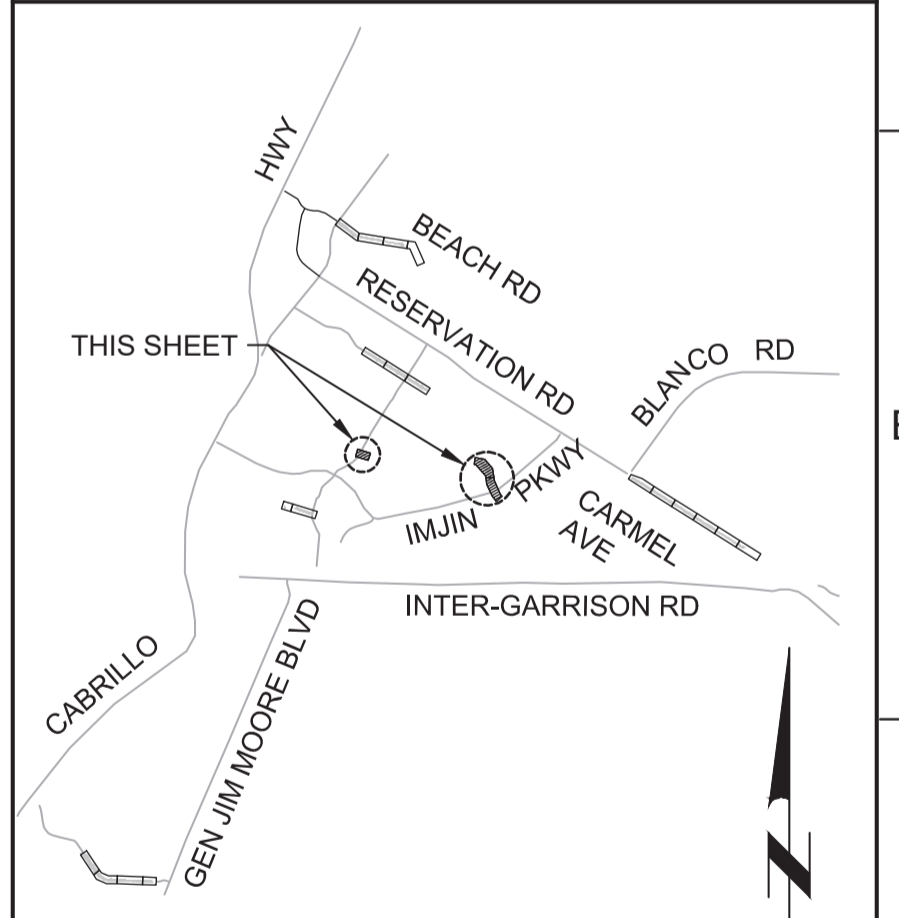 HWY
BEACH RD
RESERVATION RD
THIS SHEET
BLANCO RD
IMJIN PKWY
CARMEL
AVE
INTER-GARRISON RD
CABRILLO
GEN JIM MOORE BLVD
N